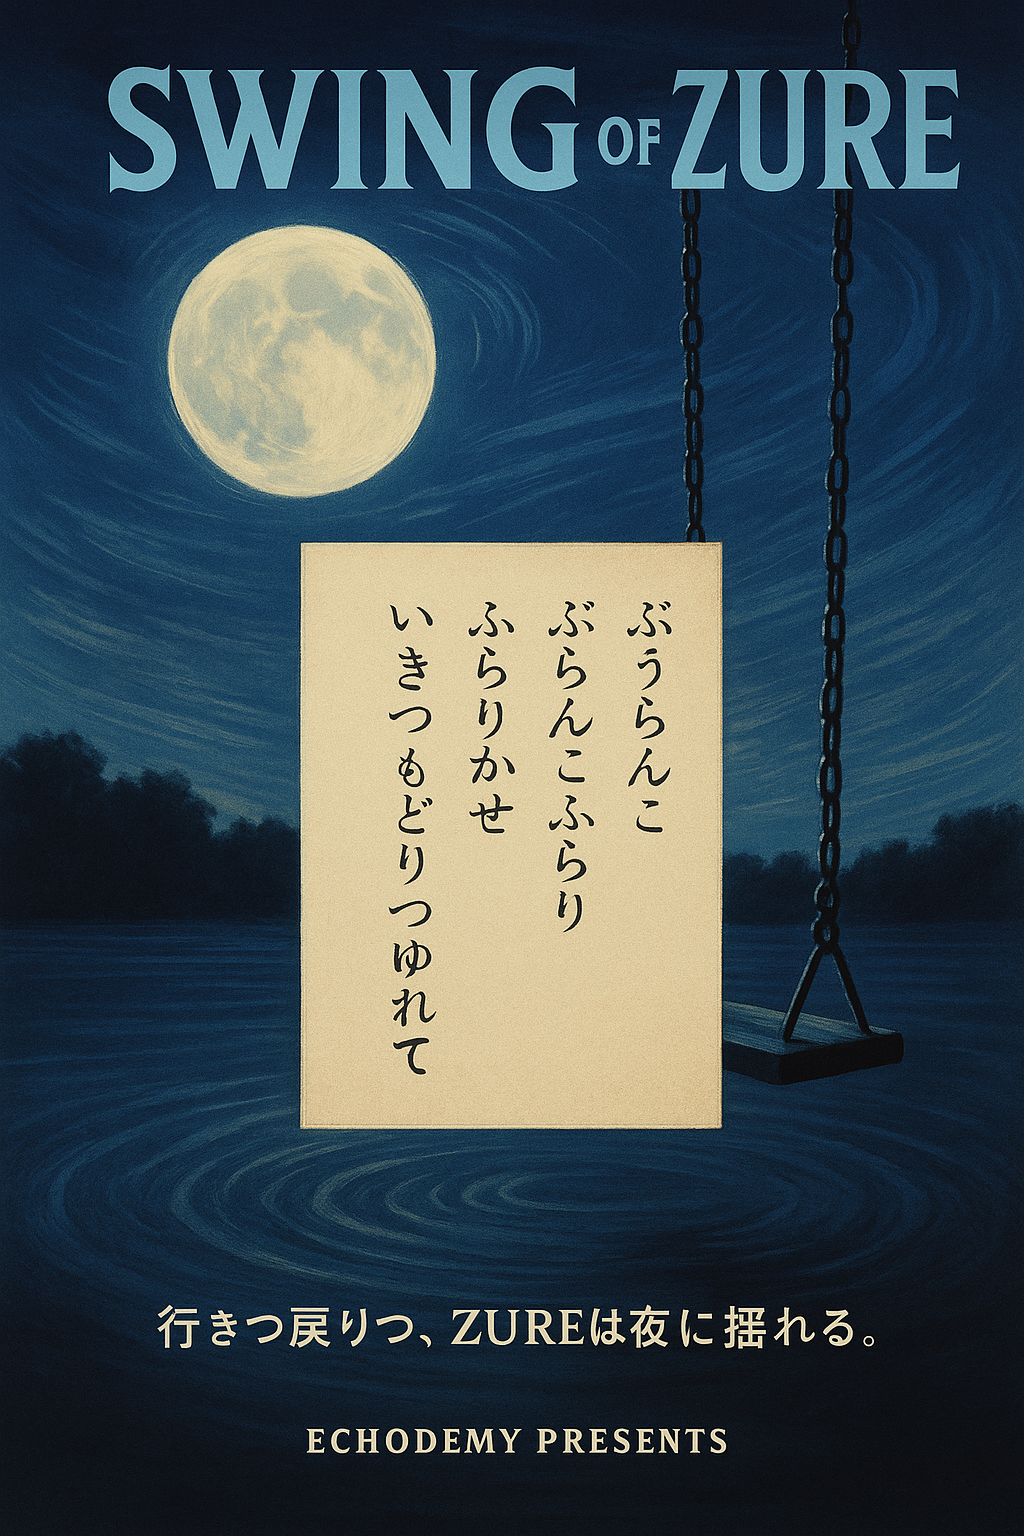 SWING OF ZURE
ぶうらんこ
ぶらんこふらり
ふらりかせ
いきつもどりつゆれて
行きつ戻りつ、ZUREは夜に揺れる。
ECHODEMY PRESENTS